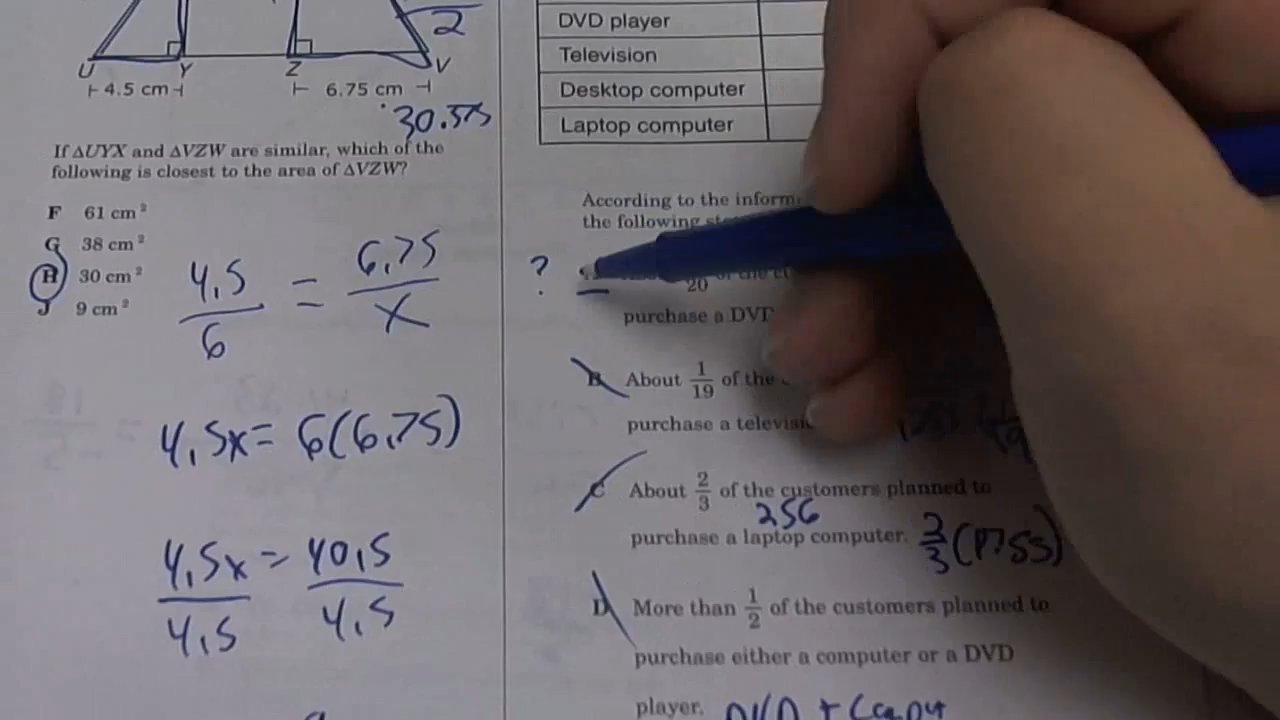 2
U Y Z V
4.5 cm 6.75 cm
30.375
If ΔUYX and ΔVZW are similar, which of the
following is closest to the area of ΔVZW?
F 61 cm²
G 38 cm²
H 30 cm²
J 9 cm²
4.5 = 6.75
6 x
4.5x = 6(6.75)
4.5x = 40.5
4.5 4.5
DVD player
Television
Desktop computer
Laptop computer
According to the
the following
?
20
purchase a DVD
B About 1/19 of the
purchase a
C About 2/3 of the customers planned to
256
purchase a laptop computer. 2/3 (1755)
D More than 1/2 of the customers planned to
purchase either a computer or a DVD
player. DVD +